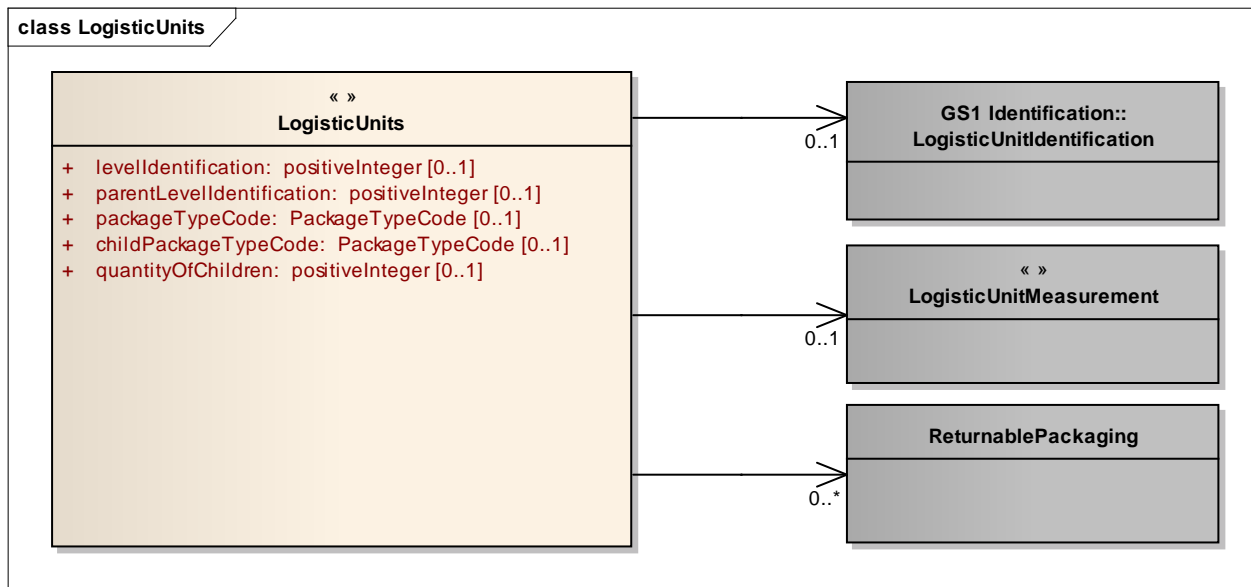 class LogisticUnits
« »
LogisticUnits
+ levelIdentification: positiveInteger [0..1]
+ parentLevelIdentification: positiveInteger [0..1]
+ packageTypeCode: PackageTypeCode [0..1]
+ childPackageTypeCode: PackageTypeCode [0..1]
+ quantityOfChildren: positiveInteger [0..1]
GS1 Identification::
LogisticUnitIdentification
0..1
« »
LogisticUnitMeasurement
0..1
ReturnablePackaging
0..*